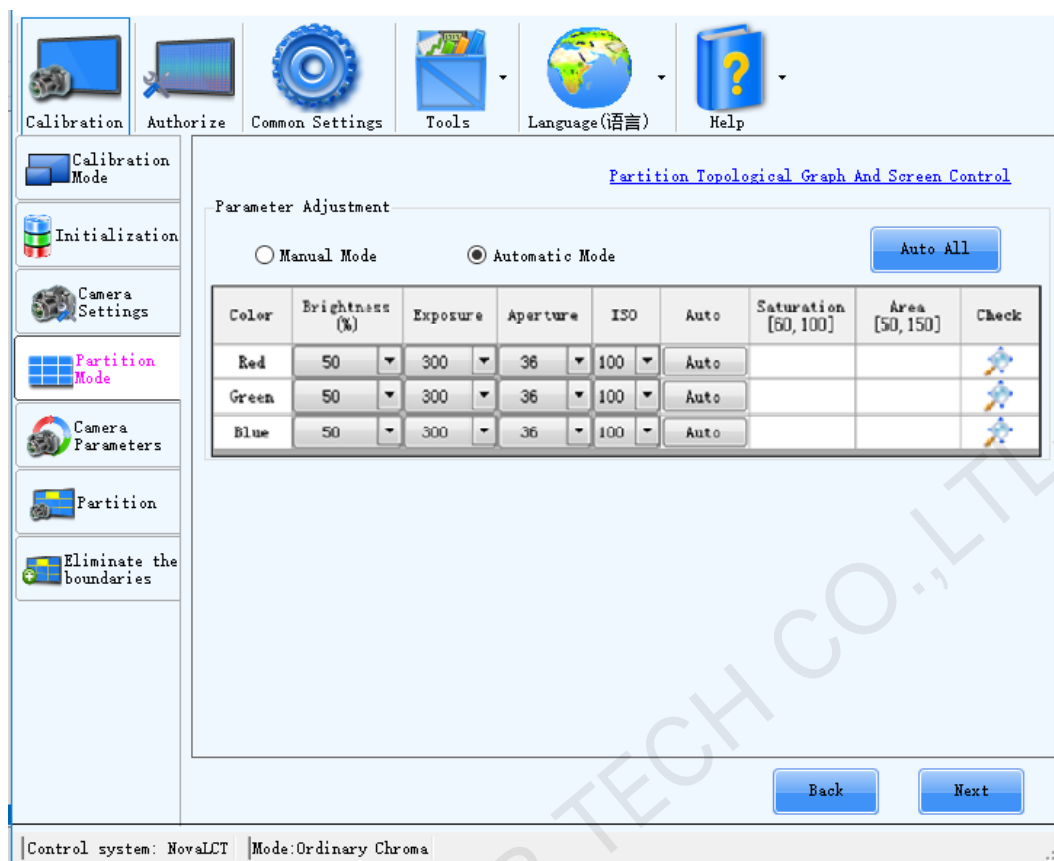 Calibration
Authorize
Common Settings
Tools
Language(语言)
Help
Calibration
Mode
Initialization
Camera
Settings
Partition
Mode
Camera
Parameters
Partition
Eliminate the
boundaries
Partition Topological Graph And Screen Control
Parameter Adjustment
Manual Mode
Automatic Mode
Auto All
Color Brightness (%) Exposure Aperture ISO Auto Saturation [60, 100] Area [50, 150] Check
Red 50 300 36 100 Auto
Green 50 300 36 100 Auto
Blue 50 300 36 100 Auto
Back
Next
Control system: NovaLCT Mode:Ordinary Chroma
TECH CO.,LTD